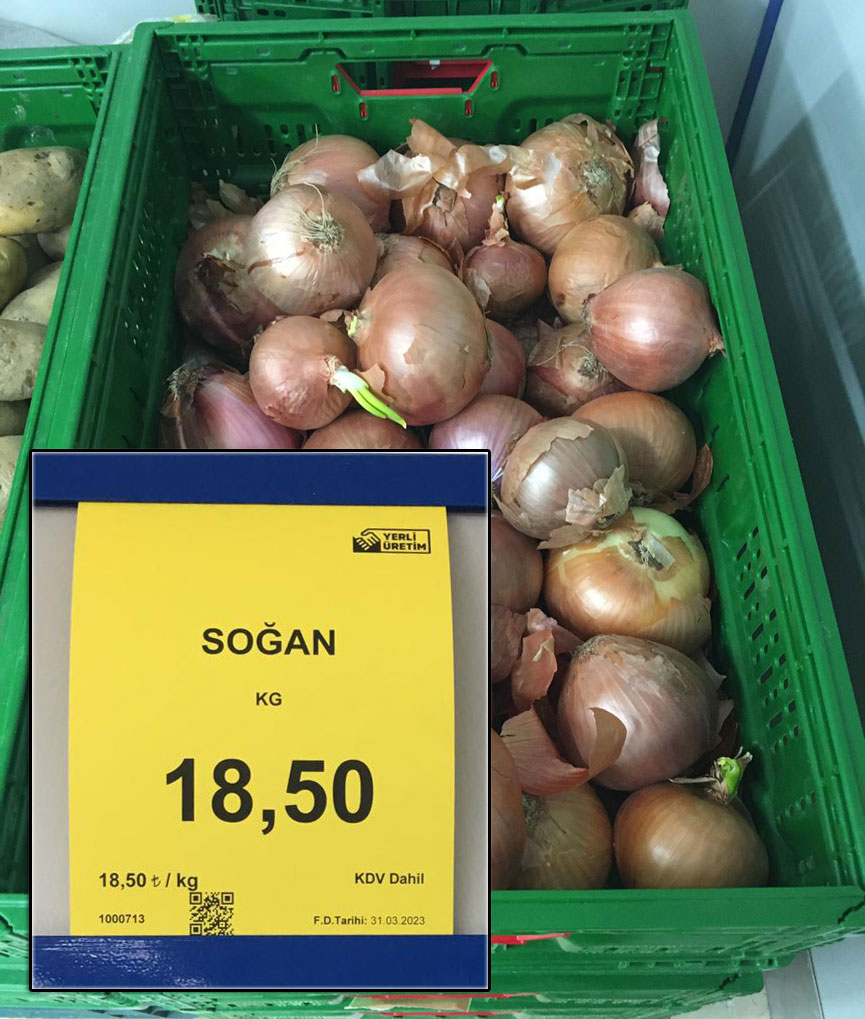 YERLİ
ÜRETİM
SOĞAN
KG
18,50
18,50 ₺ / kg
KDV Dahil
1000713
F.D.Tarihi: 31.03.2023